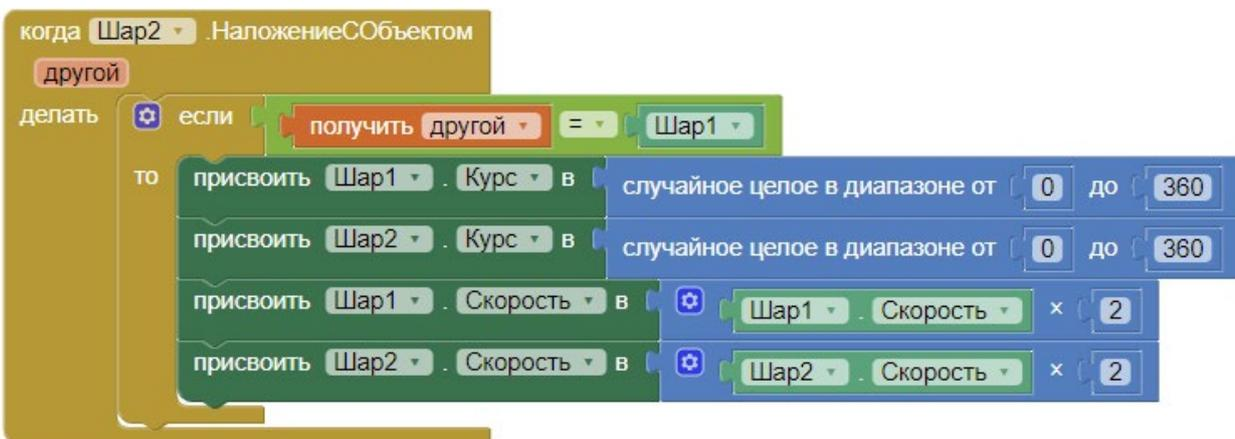 когда Шар2 .НаложениеСОбъектом
другой
делать если получить другой = Шар1
то присвоить Шар1 . Курс в случайное целое в диапазоне от 0 до 360
присвоить Шар2 . Курс в случайное целое в диапазоне от 0 до 360
присвоить Шар1 . Скорость в Шар1 . Скорость × 2
присвоить Шар2 . Скорость в Шар2 . Скорость × 2